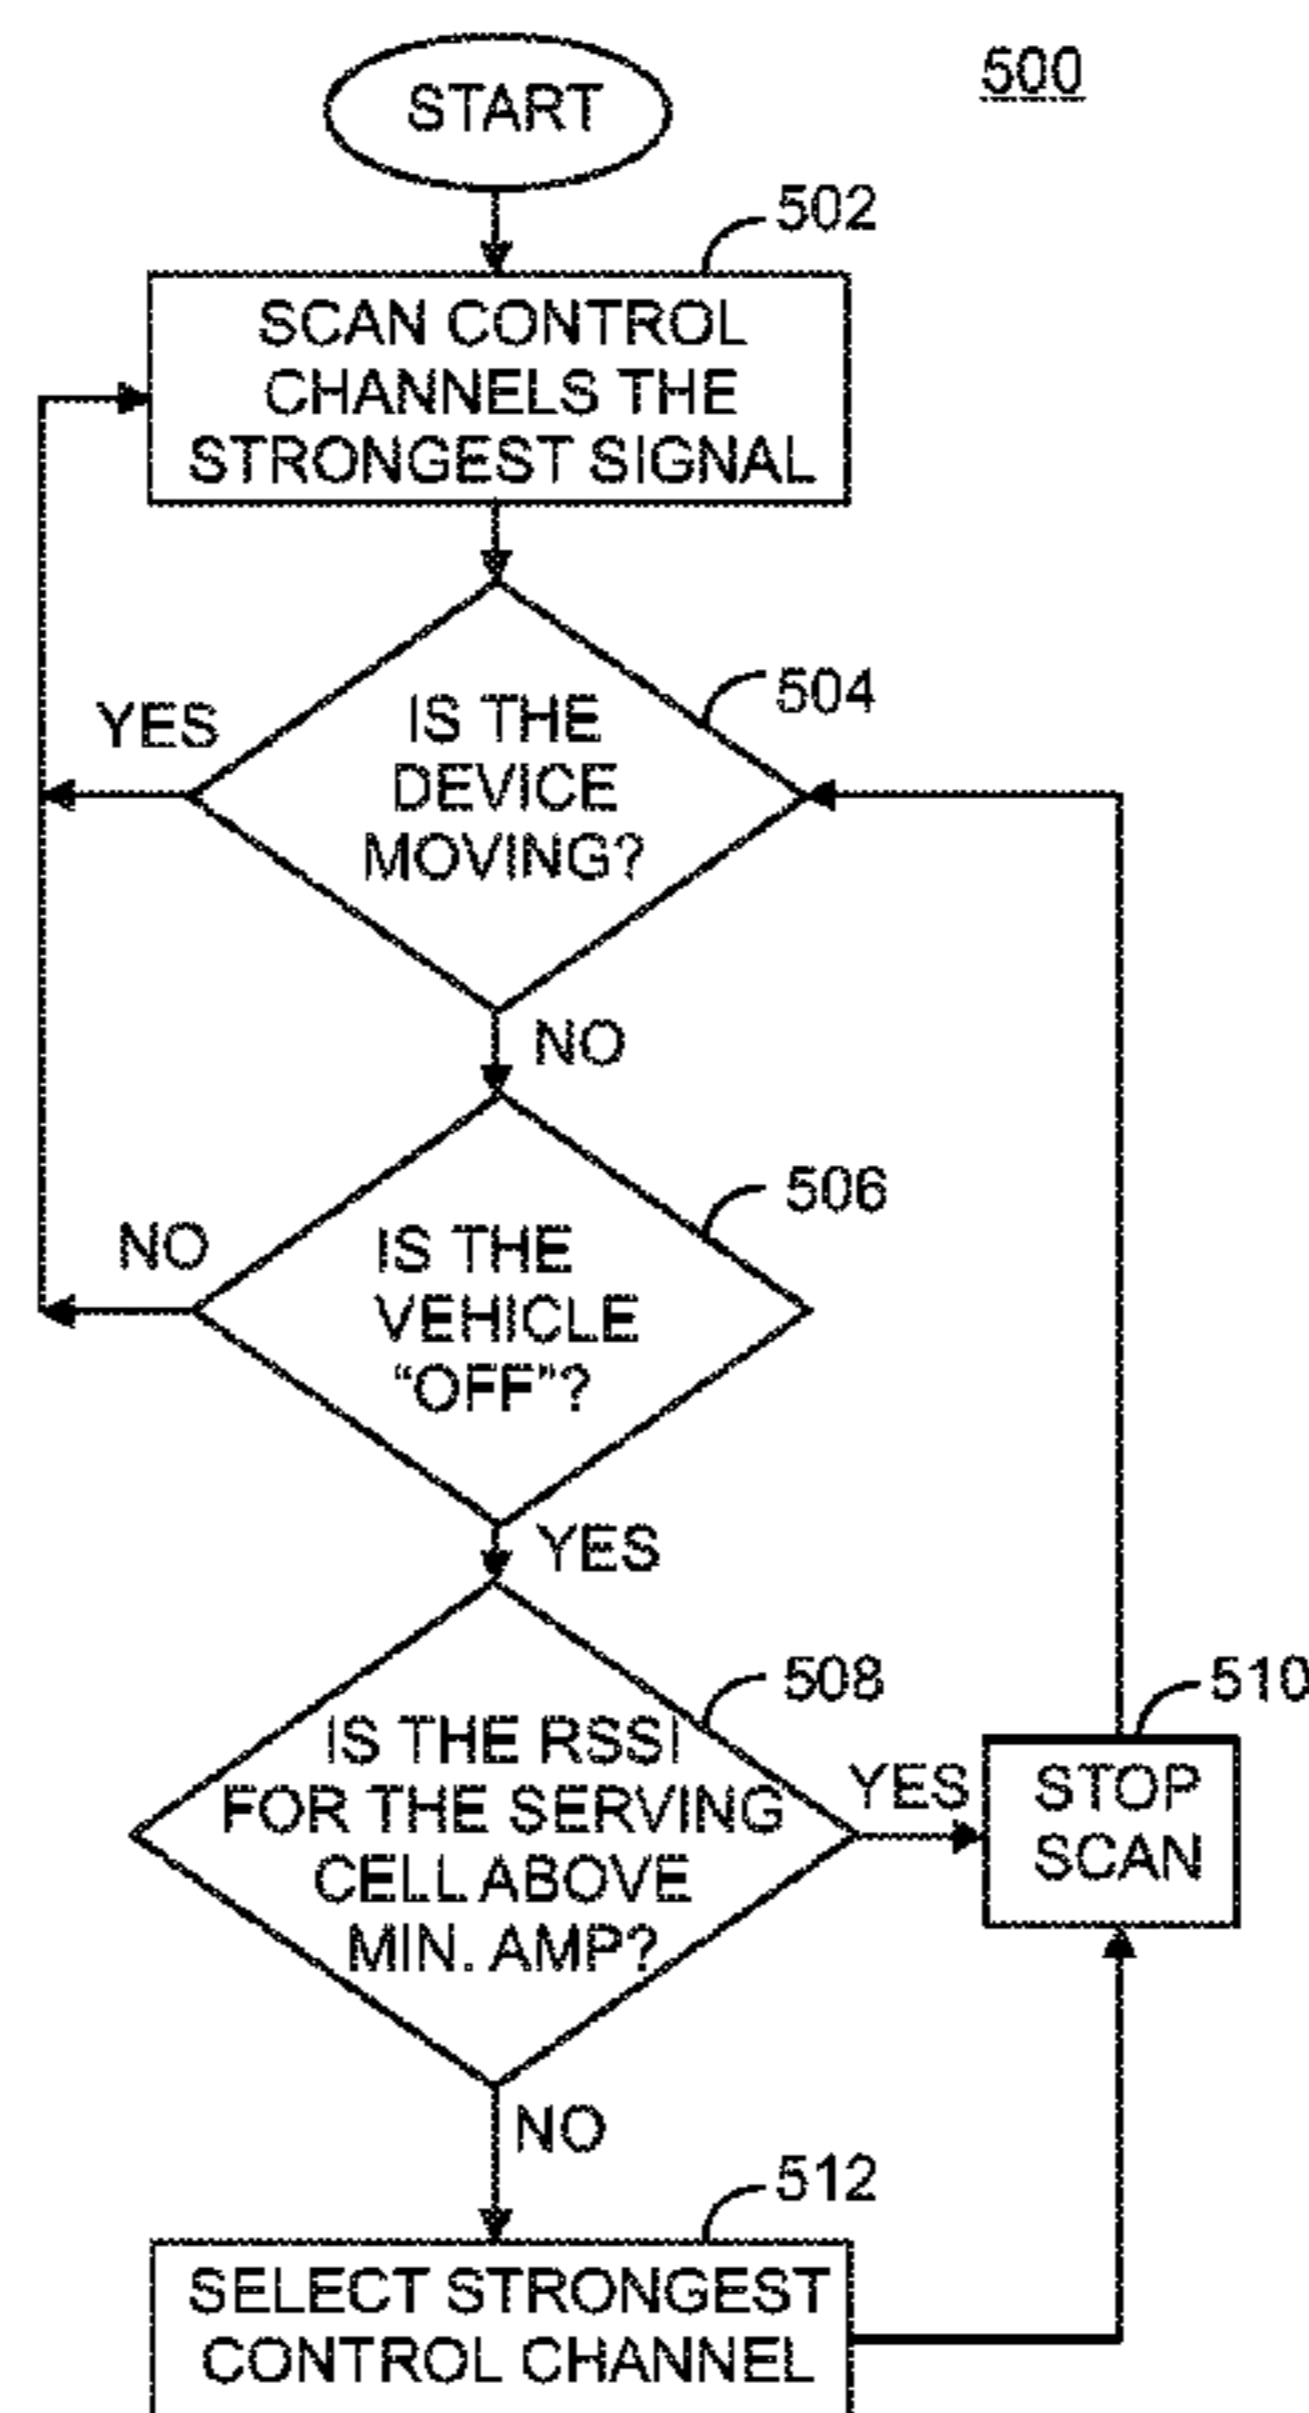 500
START
502
SCAN CONTROL
CHANNELS THE
STRONGEST SIGNAL
504
YES
IS THE
DEVICE
MOVING?
NO
506
NO
IS THE
VEHICLE
“OFF”?
YES
508
510
IS THE RSSI
FOR THE SERVING
CELL ABOVE
MIN. AMP?
YES
STOP
SCAN
NO
512
SELECT STRONGEST
CONTROL CHANNEL